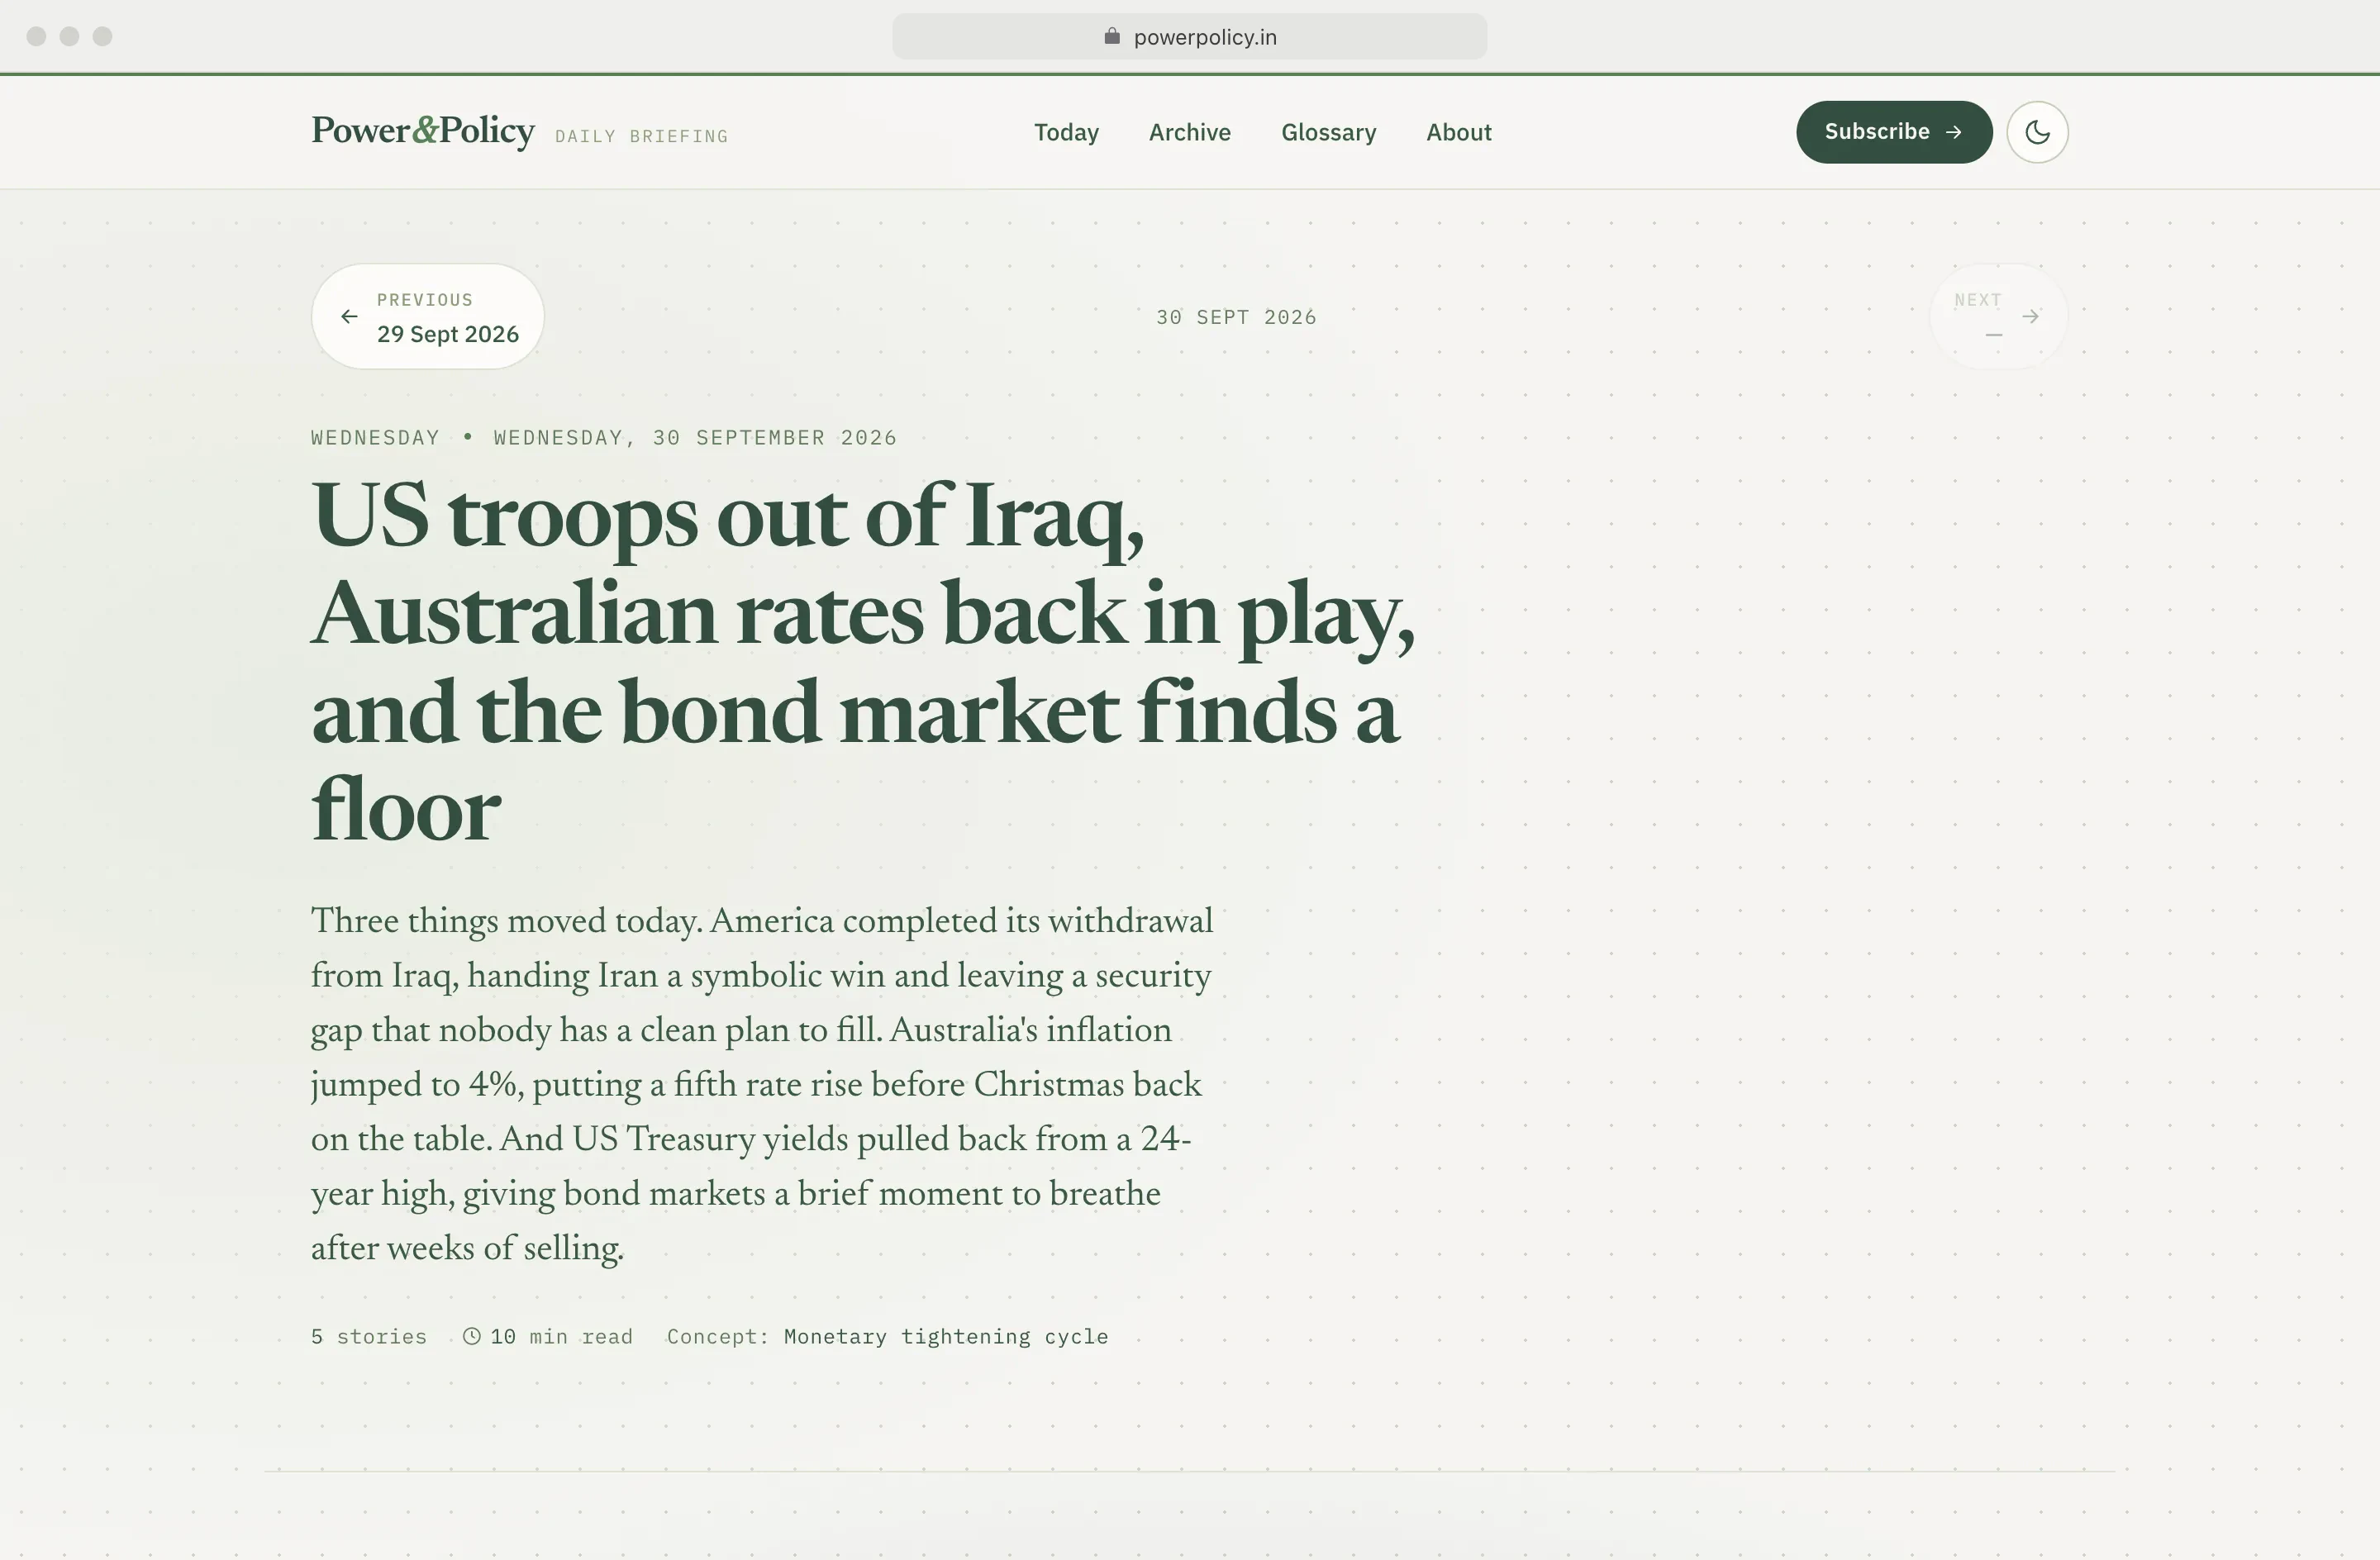 powerpolicy.in
Power&Policy DAILY BRIEFING
Today Archive Glossary About
Subscribe →
← PREVIOUS
29 Sept 2026
30 SEPT 2026
NEXT →
—
WEDNESDAY • WEDNESDAY, 30 SEPTEMBER 2026
US troops out of Iraq,
Australian rates back in play,
and the bond market finds a
floor
Three things moved today. America completed its withdrawal
from Iraq, handing Iran a symbolic win and leaving a security
gap that nobody has a clean plan to fill. Australia's inflation
jumped to 4%, putting a fifth rate rise before Christmas back
on the table. And US Treasury yields pulled back from a 24-
year high, giving bond markets a brief moment to breathe
after weeks of selling.
5 stories 10 min read Concept: Monetary tightening cycle